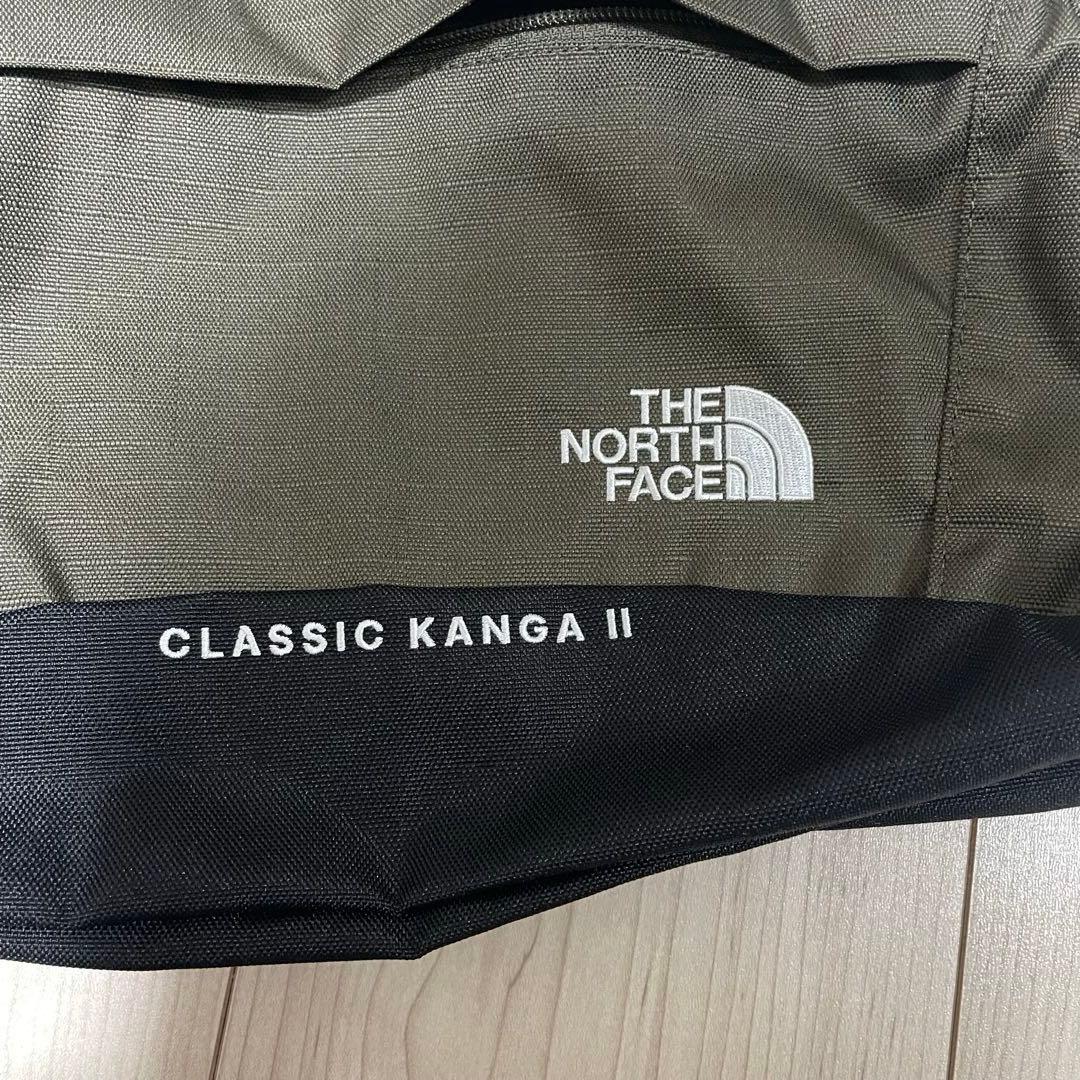 THE
NORTH
FACE
CLASSIC KANGA II